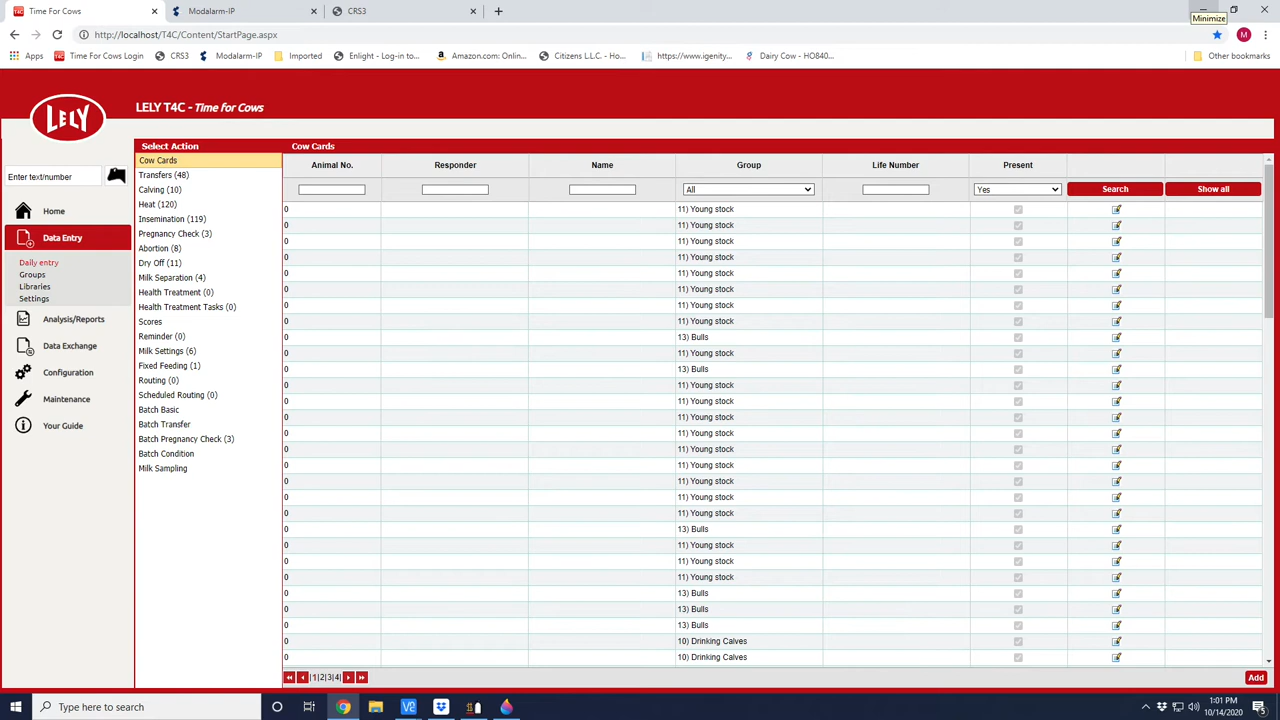 Time For Cows
Modalarm-IP
CRS3
Minimize
http://localhost/T4C/Content/StartPage.aspx
M
Apps
Time For Cows Login
CRS3
Modalarm-IP
Imported
Enlight - Log-in to...
Amazon.com: Onlin...
Citizens L.L.C. - Ho...
https://www.igenity...
Dairy Cow - HO840...
Other bookmarks
LELY
LELY T4C - Time for Cows
Enter text/number
Home
Data Entry
Daily entry
Groups
Libraries
Settings
Analysis/Reports
Data Exchange
Configuration
Maintenance
Your Guide
Select Action
Cow Cards
Transfers (48)
Calving (10)
Heat (120)
Insemination (119)
Pregnancy Check (3)
Abortion (8)
Dry Off (11)
Milk Separation (4)
Health Treatment (0)
Health Treatment Tasks (0)
Scores
Reminder (0)
Milk Settings (6)
Fixed Feeding (1)
Routing (0)
Scheduled Routing (0)
Batch Basic
Batch Transfer
Batch Pregnancy Check (3)
Batch Condition
Milk Sampling
Cow Cards
Animal No. Responder Name Group Life Number Present
All Yes Search Show all
0 11) Young stock
0 11) Young stock
0 11) Young stock
0 11) Young stock
0 11) Young stock
0 11) Young stock
0 11) Young stock
0 11) Young stock
0 13) Bulls
0 11) Young stock
0 13) Bulls
0 11) Young stock
0 11) Young stock
0 11) Young stock
0 11) Young stock
0 11) Young stock
0 11) Young stock
0 11) Young stock
0 11) Young stock
0 11) Young stock
0 13) Bulls
0 11) Young stock
0 11) Young stock
0 11) Young stock
0 13) Bulls
0 13) Bulls
0 13) Bulls
0 10) Drinking Calves
0 10) Drinking Calves
|1|2|3|4|
Add
Type here to search
1:01 PM
10/14/2020
5